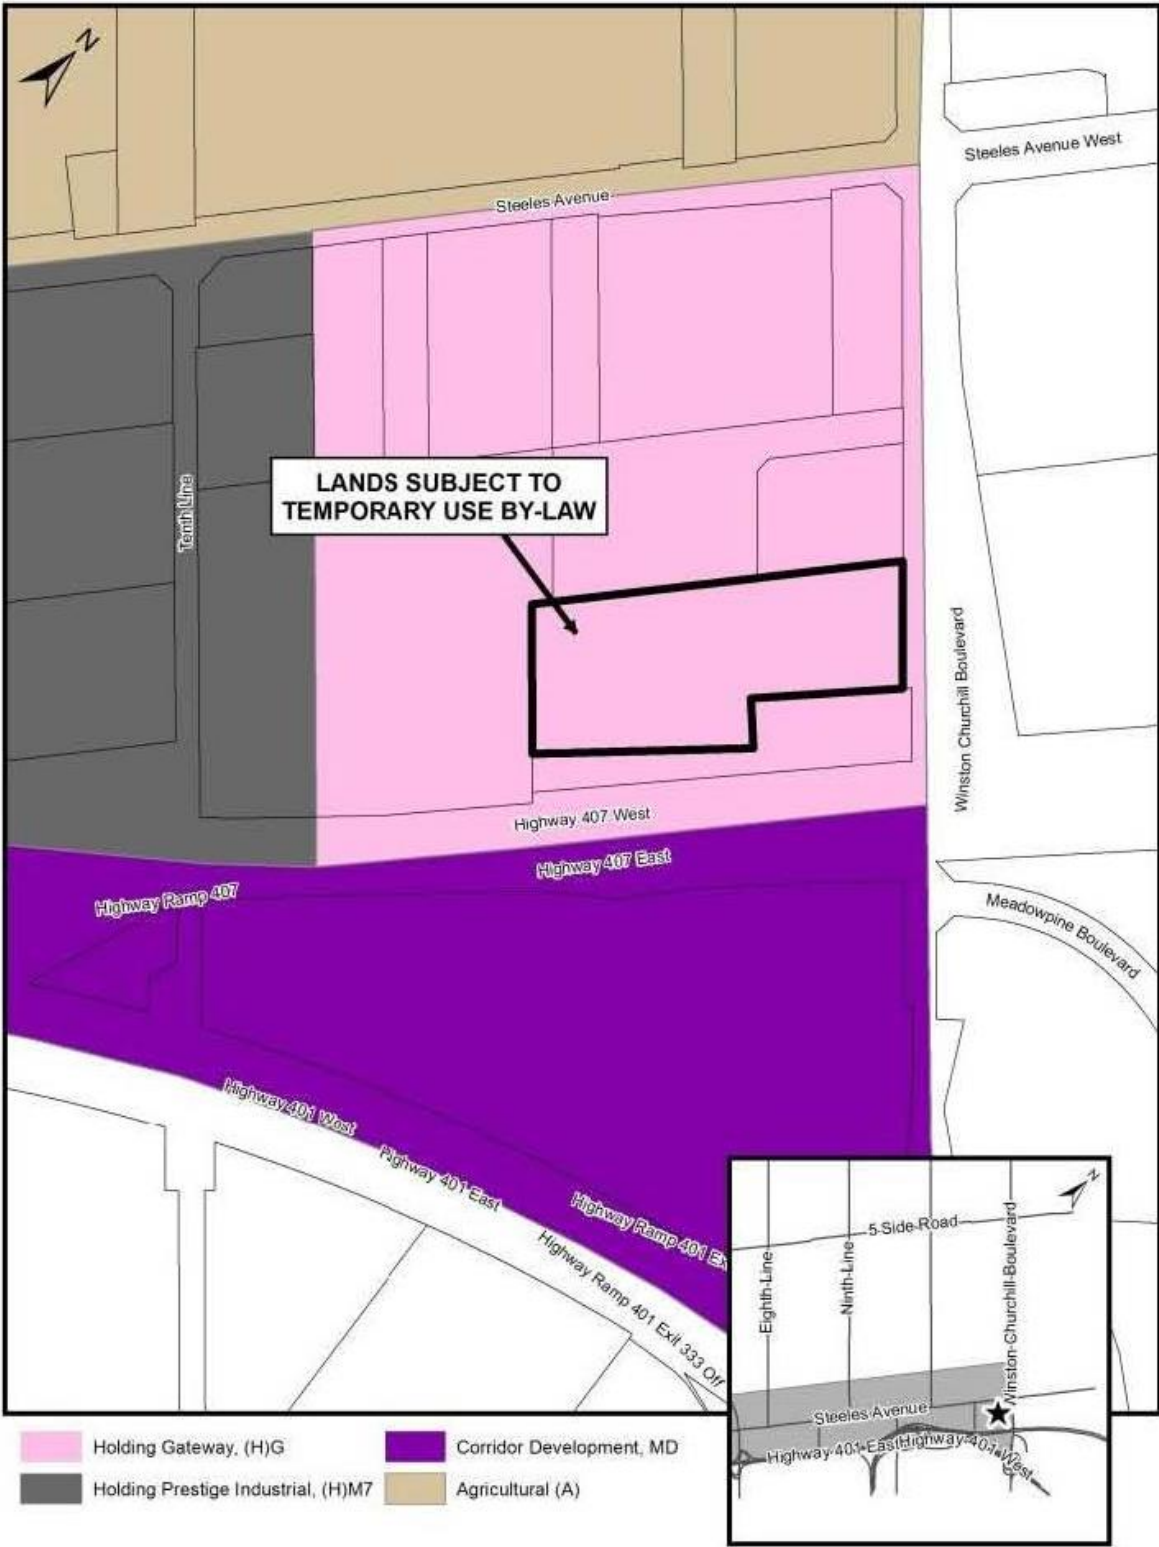 N
Steeles Avenue West
Steeles Avenue
LANDS SUBJECT TO
TEMPORARY USE BY-LAW
Tenth Line
Winston Churchill Boulevard
Highway 407 West
Highway 407 East
Highway Ramp 407
Meadowpine Boulevard
Highway 401 West
Highway 401 East
Highway Ramp 401 Ex
Highway Ramp 401 Exit 333 Off
N
5 Side Road
Eighth Line
Ninth Line
Winston Churchill Boulevard
Steeles Avenue
Highway 401 East
Highway 401 West
Holding Gateway, (H)G
Corridor Development, MD
Holding Prestige Industrial, (H)M7
Agricultural (A)